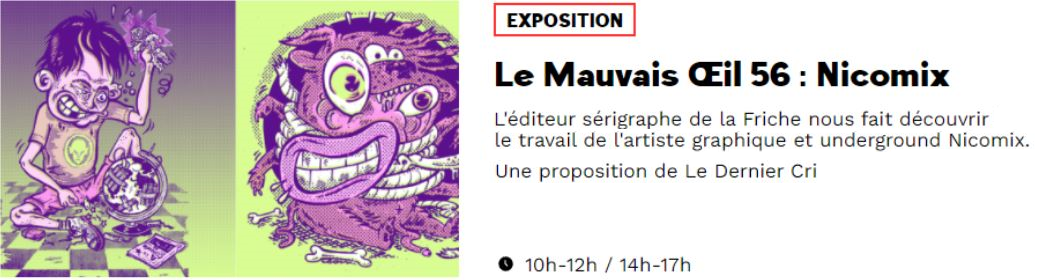 EXPOSITION
Le Mauvais Œil 56 : Nicomix
L'éditeur sérigraphe de la Friche nous fait découvrir
le travail de l'artiste graphique et underground Nicomix.
Une proposition de Le Dernier Cri
10h-12h / 14h-17h